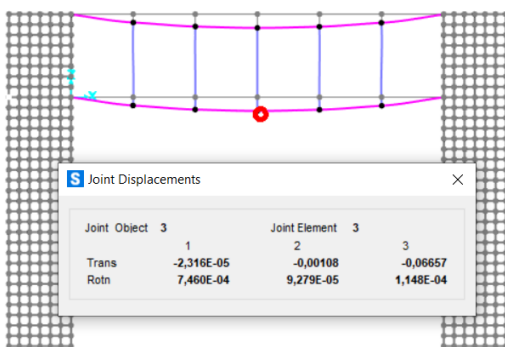 Z
X
S Joint Displacements
Joint Object 3 Joint Element 3
1 2 3
Trans -2,316E-05 -0,00108 -0,06657
Rotn 7,460E-04 9,279E-05 1,148E-04